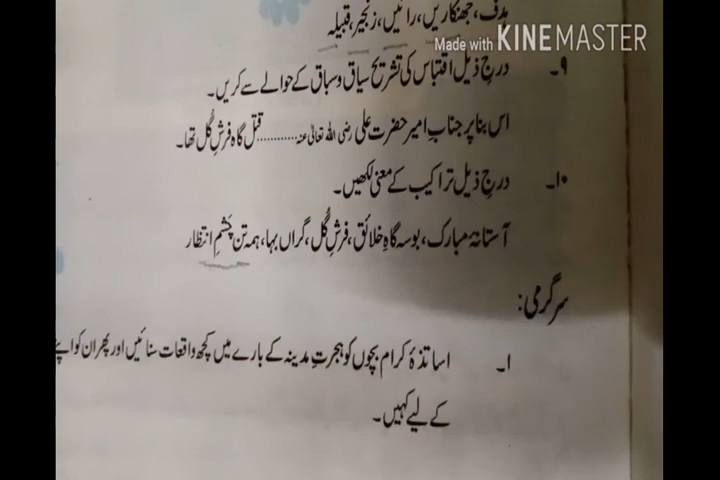 ہدف، جھنکاریں، رائیں، زنجیر، قبیلہ
Made with KINEMASTER
۹۔ درج ذیل اقتباس کی تشریح سیاق و سباق کے حوالے سے کریں۔
اس بنا پر جنابِ امیر حضرت علی رضی اللہ تعالیٰ عنہ ............ قتل گاہ فرشِ گُل تھا۔
۱۰۔ درج ذیل تراکیب کے معنی لکھیں۔
آستانۂ مبارک، بوسہ گاہِ خلائق، فرشِ گُل، گراں بہا، ہمہ تن چشمِ انتظار
سرگرمی:
۱۔ اساتذۂ کرام بچوں کو ہجرتِ مدینہ کے بارے میں کچھ واقعات سنائیں اور پھر ان کو اپنے
کے لیے کہیں۔